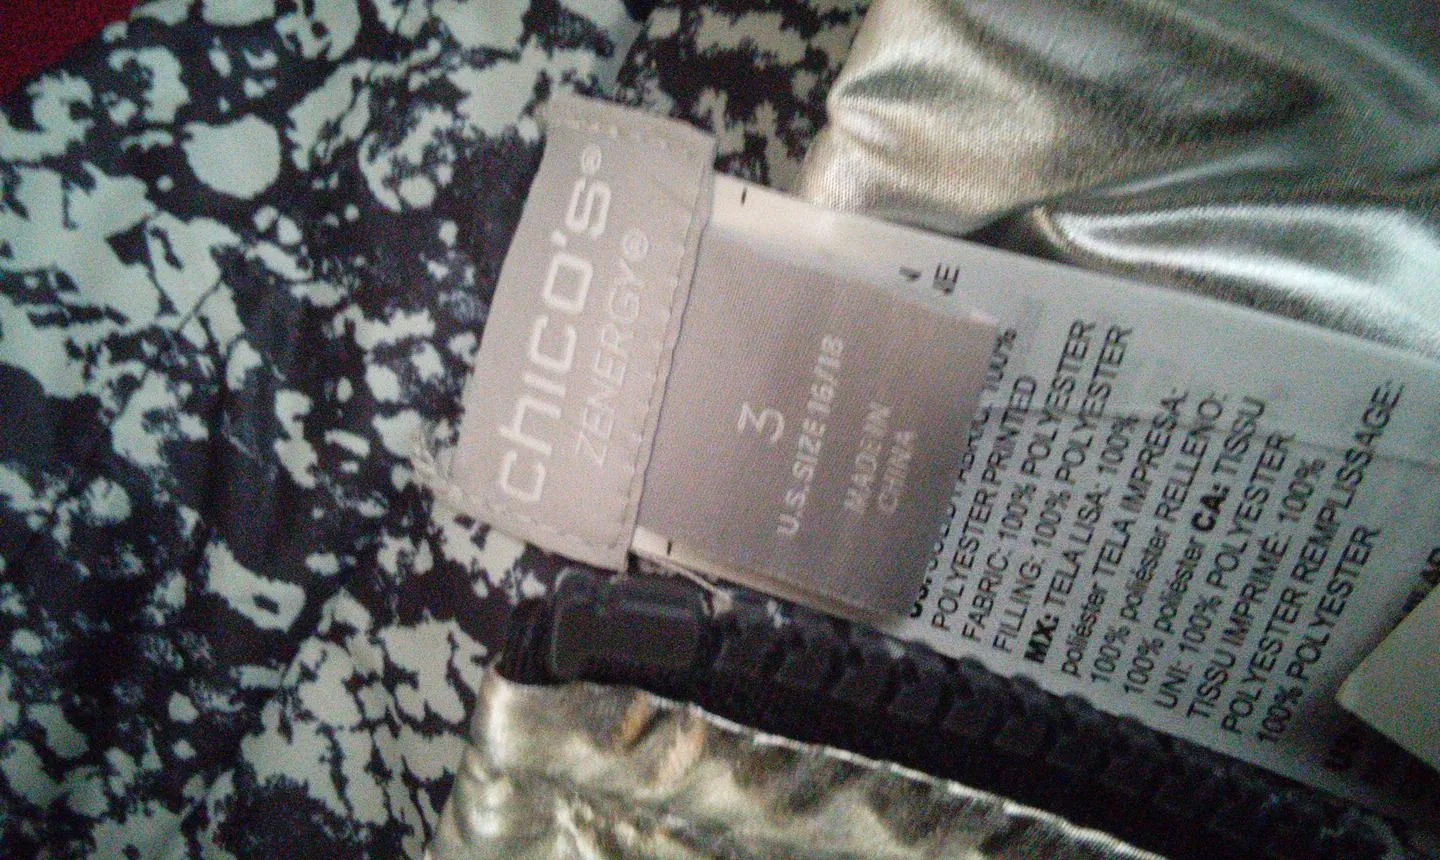 chico's®
ZENERGY®
3
U.S. SIZE 16/18
MADE IN
CHINA
100%
POLYESTER PRINTED
FABRIC: 100% POLYESTER
FILLING: 100% POLYESTER
MX: TELA LISA: 100%
poliéster TELA IMPRESA:
100% poliéster RELLENO:
100% poliéster CA: TISSU
UNI: 100% POLYESTER
TISSU IMPRIMÉ: 100%
POLYESTER REMPLISSAGE:
100% POLYESTER